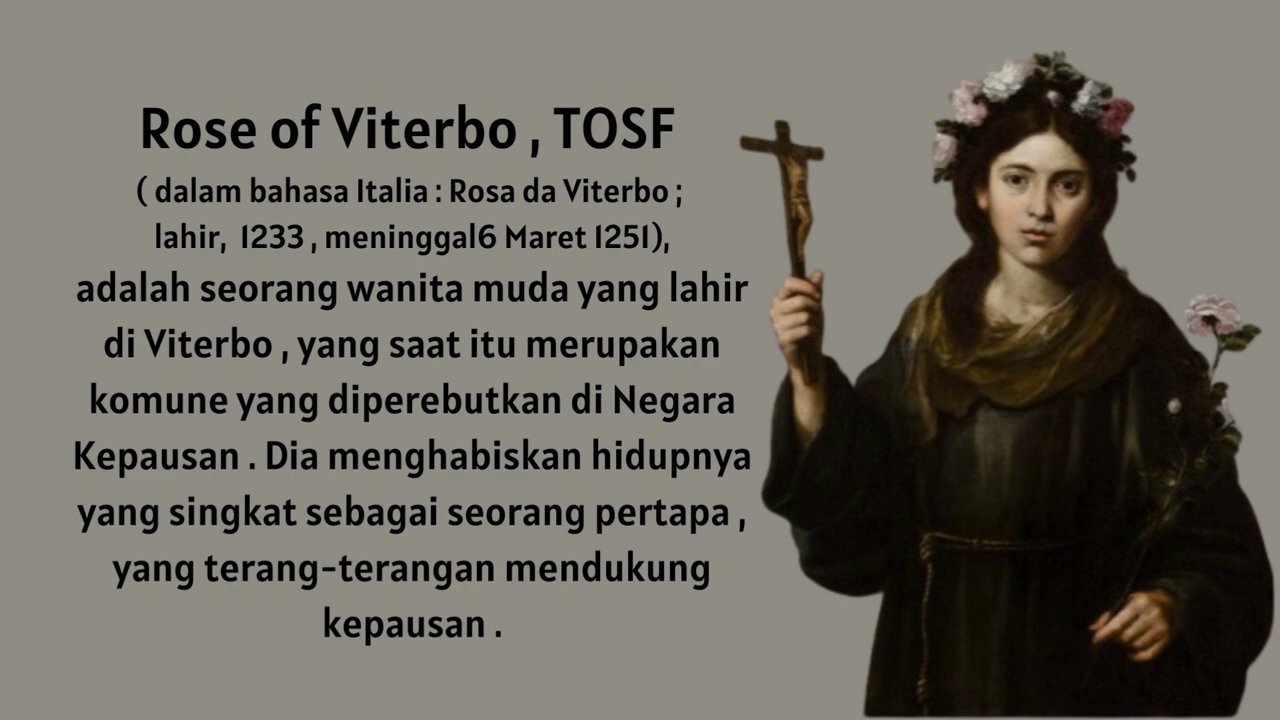 Rose of Viterbo , TOSF
( dalam bahasa Italia : Rosa da Viterbo ;
lahir,  1233 , meninggal6 Maret 1251),
adalah seorang wanita muda yang lahir
di Viterbo , yang saat itu merupakan
komune yang diperebutkan di Negara
Kepausan . Dia menghabiskan hidupnya
yang singkat sebagai seorang pertapa ,
yang terang-terangan mendukung
kepausan .